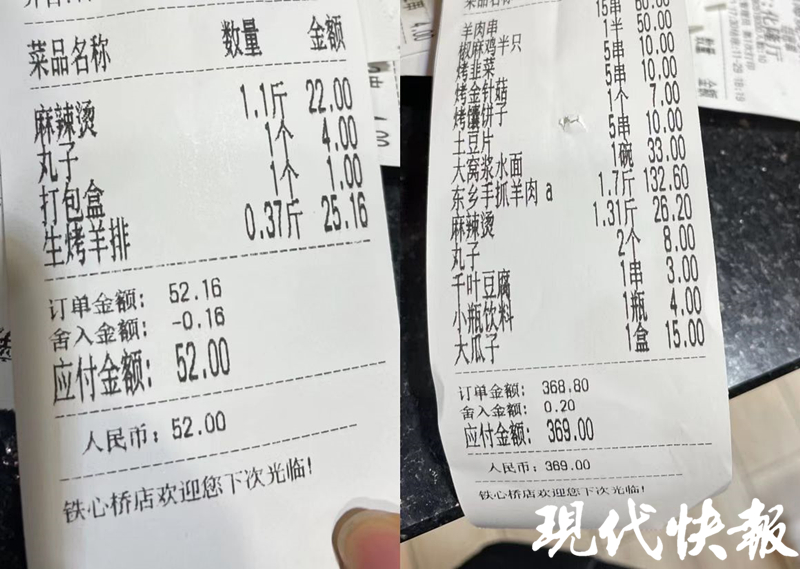 菜品名称 数量 金额
麻辣烫 1.1斤 22.00
丸子 1个 4.00
打包盒 1个 1.00
生烤羊排 0.37斤 25.16
订单金额: 52.16
舍入金额: -0.16
应付金额: 52.00
人民币: 52.00
铁心桥店欢迎您下次光临!
菜品名称
羊肉串 15串 60.00
椒麻鸡半只 1半 50.00
烤韭菜 5串 10.00
烤金针菇 5串 10.00
烤馕饼子 1个 7.00
土豆片 5串 10.00
大窝浆水面 1碗 33.00
东乡手抓羊肉 a 1.7斤 132.60
麻辣烫 1.31斤 26.20
丸子 2个 8.00
千叶豆腐 1串 3.00
小瓶饮料 1瓶 4.00
大瓜子 1盒 15.00
订单金额: 368.80
舍入金额: 0.20
应付金额: 369.00
人民币: 369.00
铁心桥店欢迎您下次光临!
现代快報